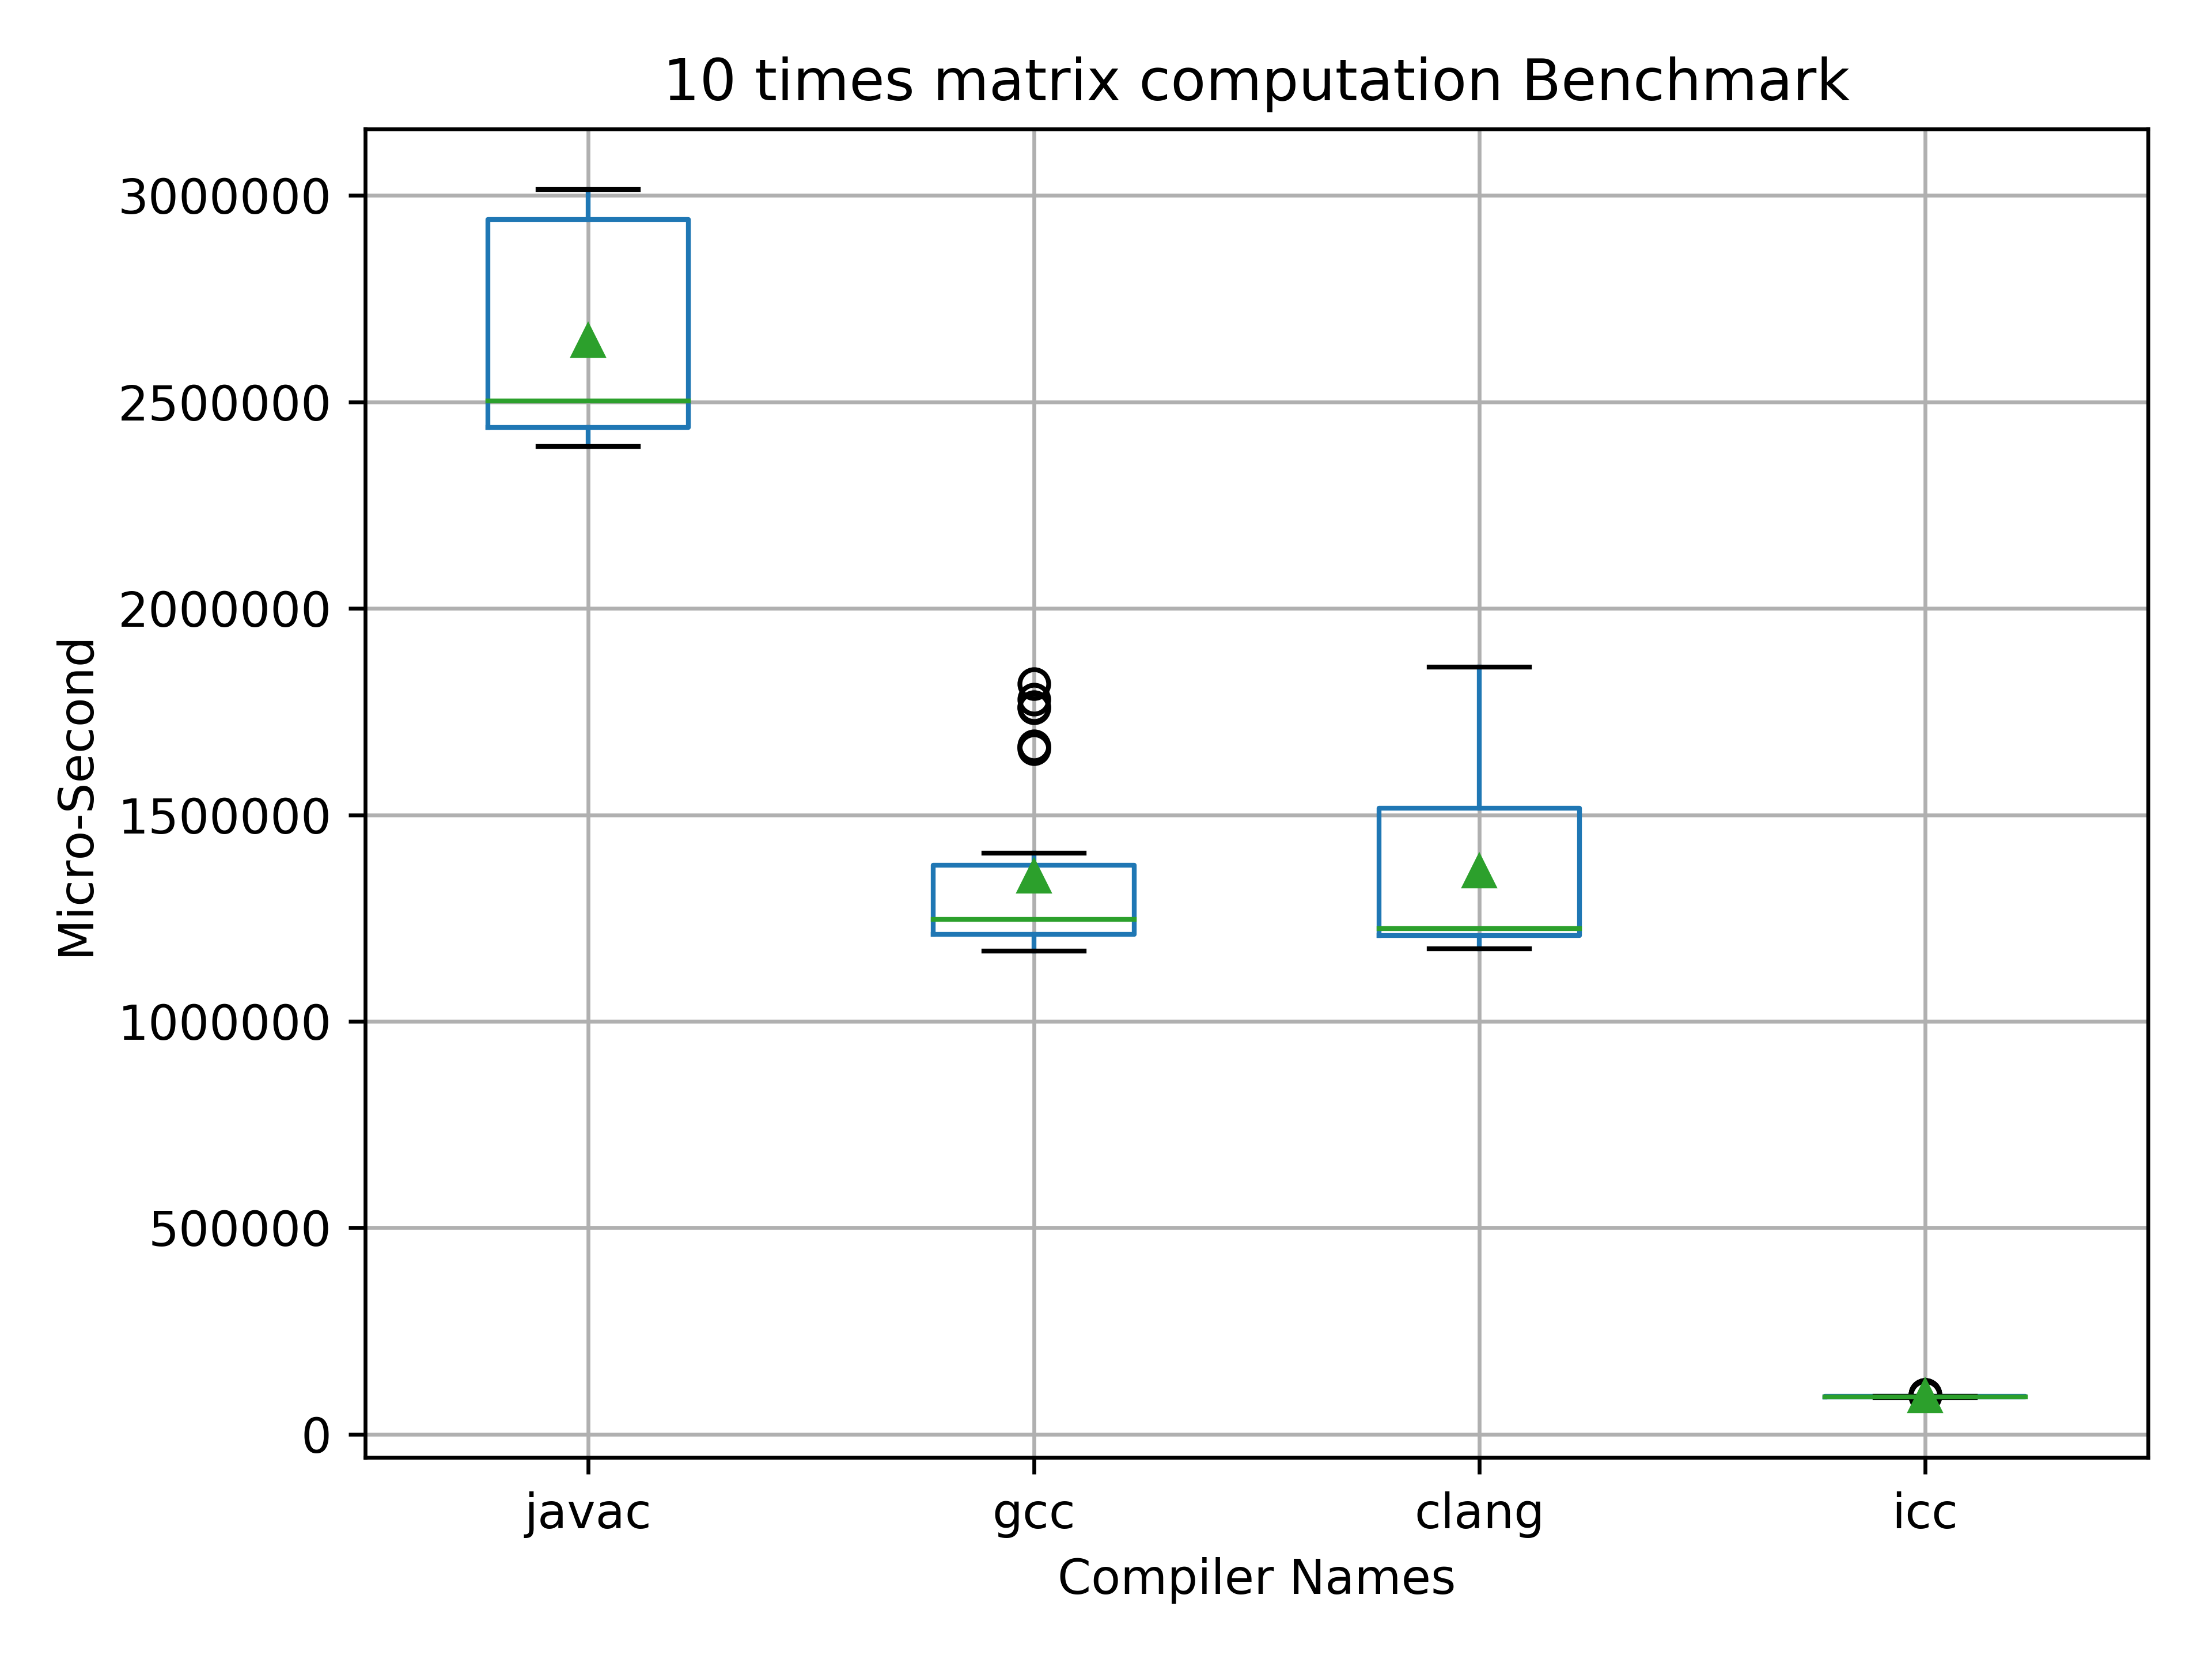 10 times matrix computation Benchmark
Micro-Second
3000000
2500000
2000000
1500000
1000000
500000
0
javac gcc clang icc
Compiler Names